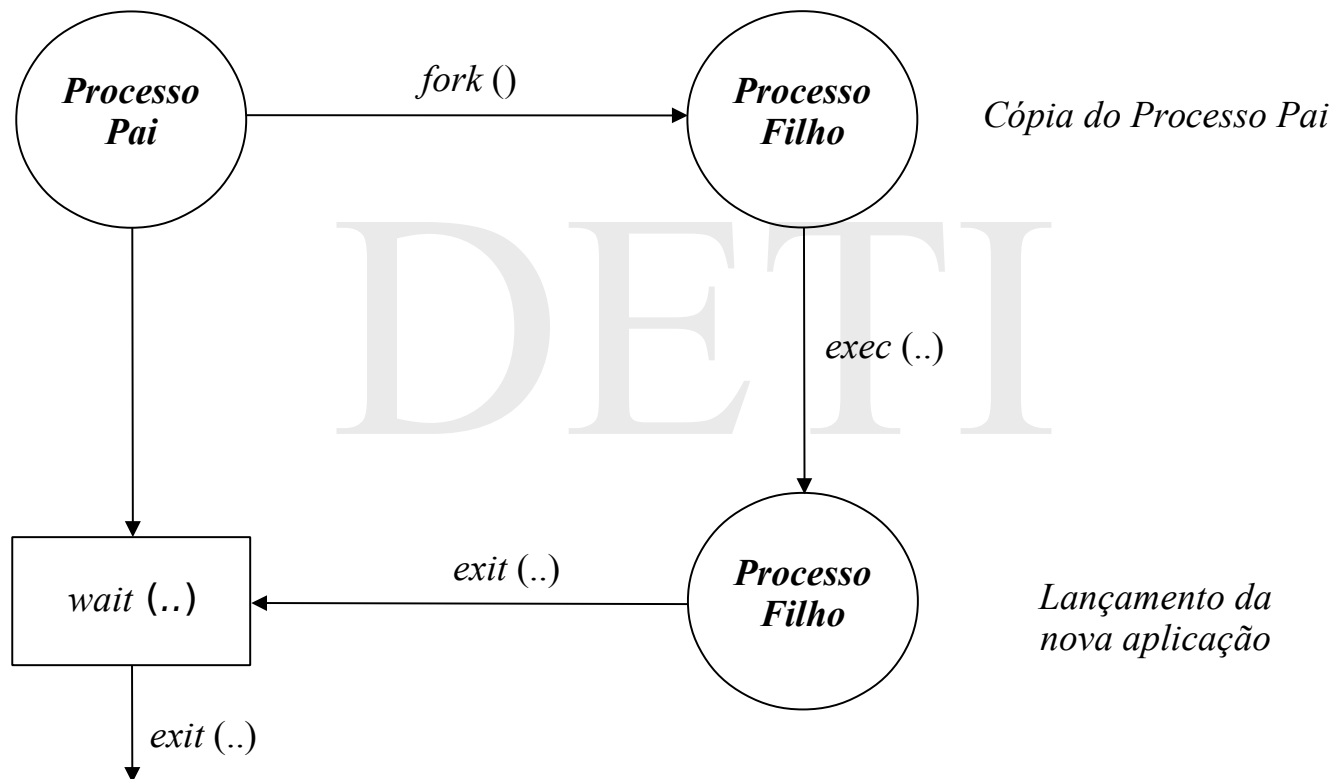 Processo
Pai
fork ()
Processo
Filho
Cópia do Processo Pai
DETI
exec (..)
wait (..)
exit (..)
Processo
Filho
Lançamento da
nova aplicação
exit (..)